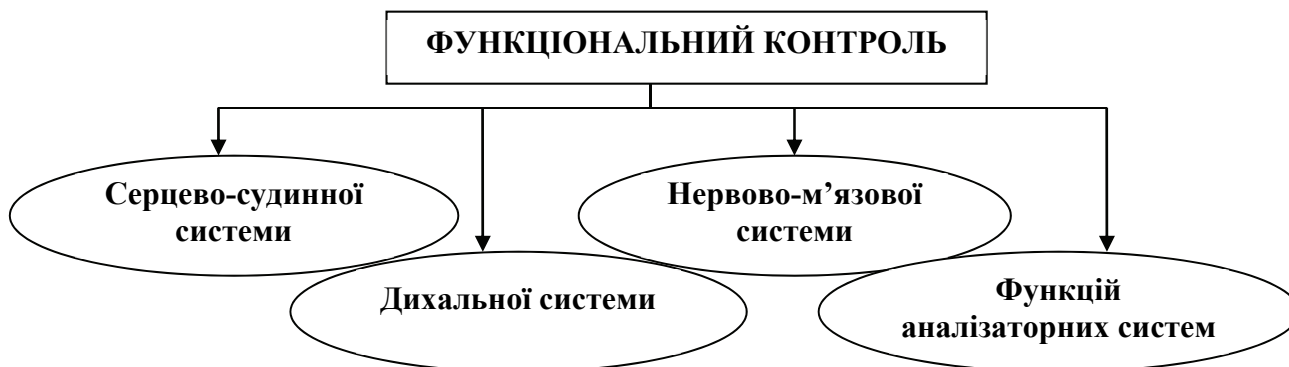 ФУНКЦІОНАЛЬНИЙ КОНТРОЛЬ
Серцево-судинної
системи
Дихальної системи
Нервово-м’язової
системи
Функцій
аналізаторних систем